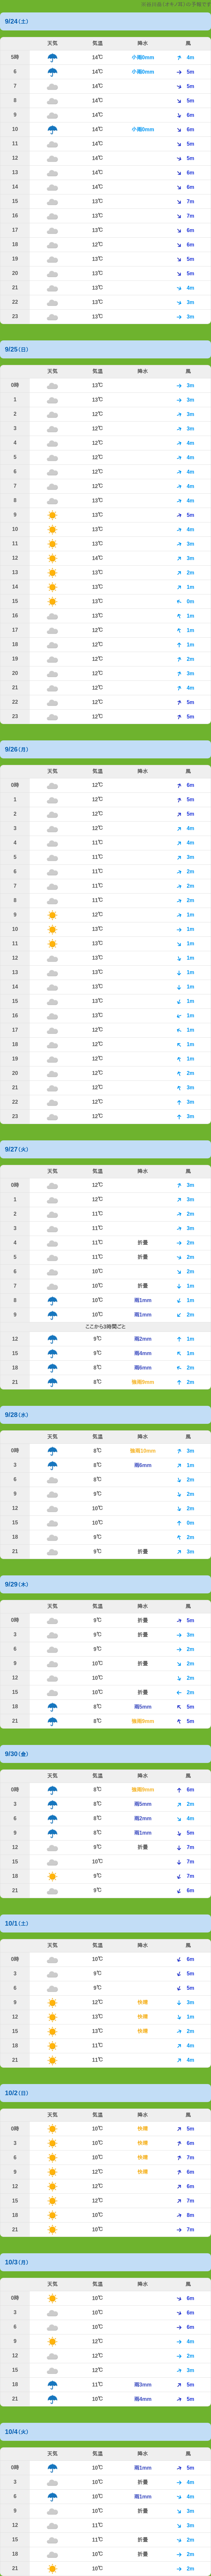 9/24(土)
天気 気温 降水 風
5時 14℃ 小雨0mm 4m
6 14℃ 小雨0mm 5m
7 14℃ 5m
8 14℃ 5m
9 14℃ 6m
10 14℃ 小雨0mm 6m
11 14℃ 5m
12 14℃ 5m
13 14℃ 6m
14 14℃ 6m
15 13℃ 7m
16 13℃ 7m
17 13℃ 6m
18 12℃ 6m
19 13℃ 5m
20 13℃ 5m
21 13℃ 4m
22 13℃ 3m
23 13℃ 3m
9/25(日)
天気 気温 降水 風
0時 13℃ 3m
1 13℃ 3m
2 12℃ 3m
3 12℃ 3m
4 12℃ 4m
5 12℃ 4m
6 12℃ 4m
7 12℃ 4m
8 13℃ 4m
9 13℃ 5m
10 13℃ 4m
11 13℃ 3m
12 14℃ 3m
13 13℃ 2m
14 13℃ 1m
15 13℃ 0m
16 13℃ 1m
17 12℃ 1m
18 12℃ 1m
19 12℃ 2m
20 12℃ 3m
21 12℃ 4m
22 12℃ 5m
23 12℃ 5m
9/26(月)
天気 気温 降水 風
0時 12℃ 6m
1 12℃ 5m
2 12℃ 5m
3 12℃ 4m
4 11℃ 4m
5 11℃ 3m
6 11℃ 2m
7 11℃ 2m
8 11℃ 2m
9 12℃ 1m
10 13℃ 1m
11 13℃ 1m
12 13℃ 1m
13 13℃ 1m
14 13℃ 1m
15 13℃ 1m
16 13℃ 1m
17 12℃ 1m
18 12℃ 1m
19 12℃ 1m
20 12℃ 2m
21 12℃ 3m
22 12℃ 3m
23 12℃ 3m
9/27(火)
天気 気温 降水 風
0時 12℃ 3m
1 12℃ 3m
2 11℃ 2m
3 11℃ 3m
4 11℃ 折畳 2m
5 11℃ 折畳 2m
6 10℃ 2m
7 10℃ 折畳 1m
8 10℃ 雨1mm 1m
9 10℃ 雨1mm 2m
ここから3時間ごと
12 9℃ 雨2mm 1m
15 9℃ 雨4mm 1m
18 8℃ 雨6mm 2m
21 8℃ 強雨9mm 2m
9/28(水)
天気 気温 降水 風
0時 8℃ 強雨10mm 3m
3 8℃ 雨6mm 1m
6 8℃ 2m
9 9℃ 2m
12 10℃ 2m
15 10℃ 0m
18 9℃ 2m
21 9℃ 折畳 3m
9/29(木)
天気 気温 降水 風
0時 9℃ 折畳 5m
3 9℃ 折畳 3m
6 9℃ 2m
9 10℃ 折畳 2m
12 10℃ 2m
15 10℃ 折畳 2m
18 8℃ 雨5mm 5m
21 8℃ 強雨9mm 5m
9/30(金)
天気 気温 降水 風
0時 8℃ 強雨9mm 6m
3 8℃ 雨5mm 2m
6 8℃ 雨2mm 4m
9 8℃ 雨1mm 5m
12 9℃ 折畳 7m
15 10℃ 7m
18 9℃ 7m
21 9℃ 6m
10/1(土)
天気 気温 降水 風
0時 10℃ 6m
3 9℃ 5m
6 9℃ 5m
9 12℃ 快晴 3m
12 13℃ 快晴 1m
15 13℃ 快晴 2m
18 11℃ 4m
21 11℃ 4m
10/2(日)
天気 気温 降水 風
0時 10℃ 快晴 5m
3 10℃ 快晴 6m
6 10℃ 快晴 7m
9 12℃ 快晴 6m
12 12℃ 6m
15 12℃ 7m
18 10℃ 8m
21 10℃ 7m
10/3(月)
天気 気温 降水 風
0時 10℃ 6m
3 10℃ 6m
6 10℃ 6m
9 12℃ 4m
12 12℃ 2m
15 12℃ 3m
18 11℃ 雨3mm 5m
21 10℃ 雨4mm 5m
10/4(火)
天気 気温 降水 風
0時 10℃ 雨1mm 5m
3 10℃ 折畳 4m
6 10℃ 雨1mm 4m
9 10℃ 折畳 3m
12 11℃ 3m
15 11℃ 折畳 2m
18 10℃ 折畳 2m
21 10℃ 2m